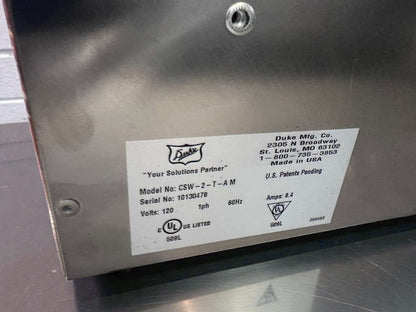 Duke
"Your Solutions Partner"
Duke Mfg. Co.
2305 N Broadway
St. Louis, MO 63102
1-800-735-3853
Made in USA
Model No: CSW-2-T-A M
Serial No: 10130478
Volts: 120 1ph 60Hz
U.S. Patents Pending
Amps: 8.4
C UL US LISTED
509L
UL
509L